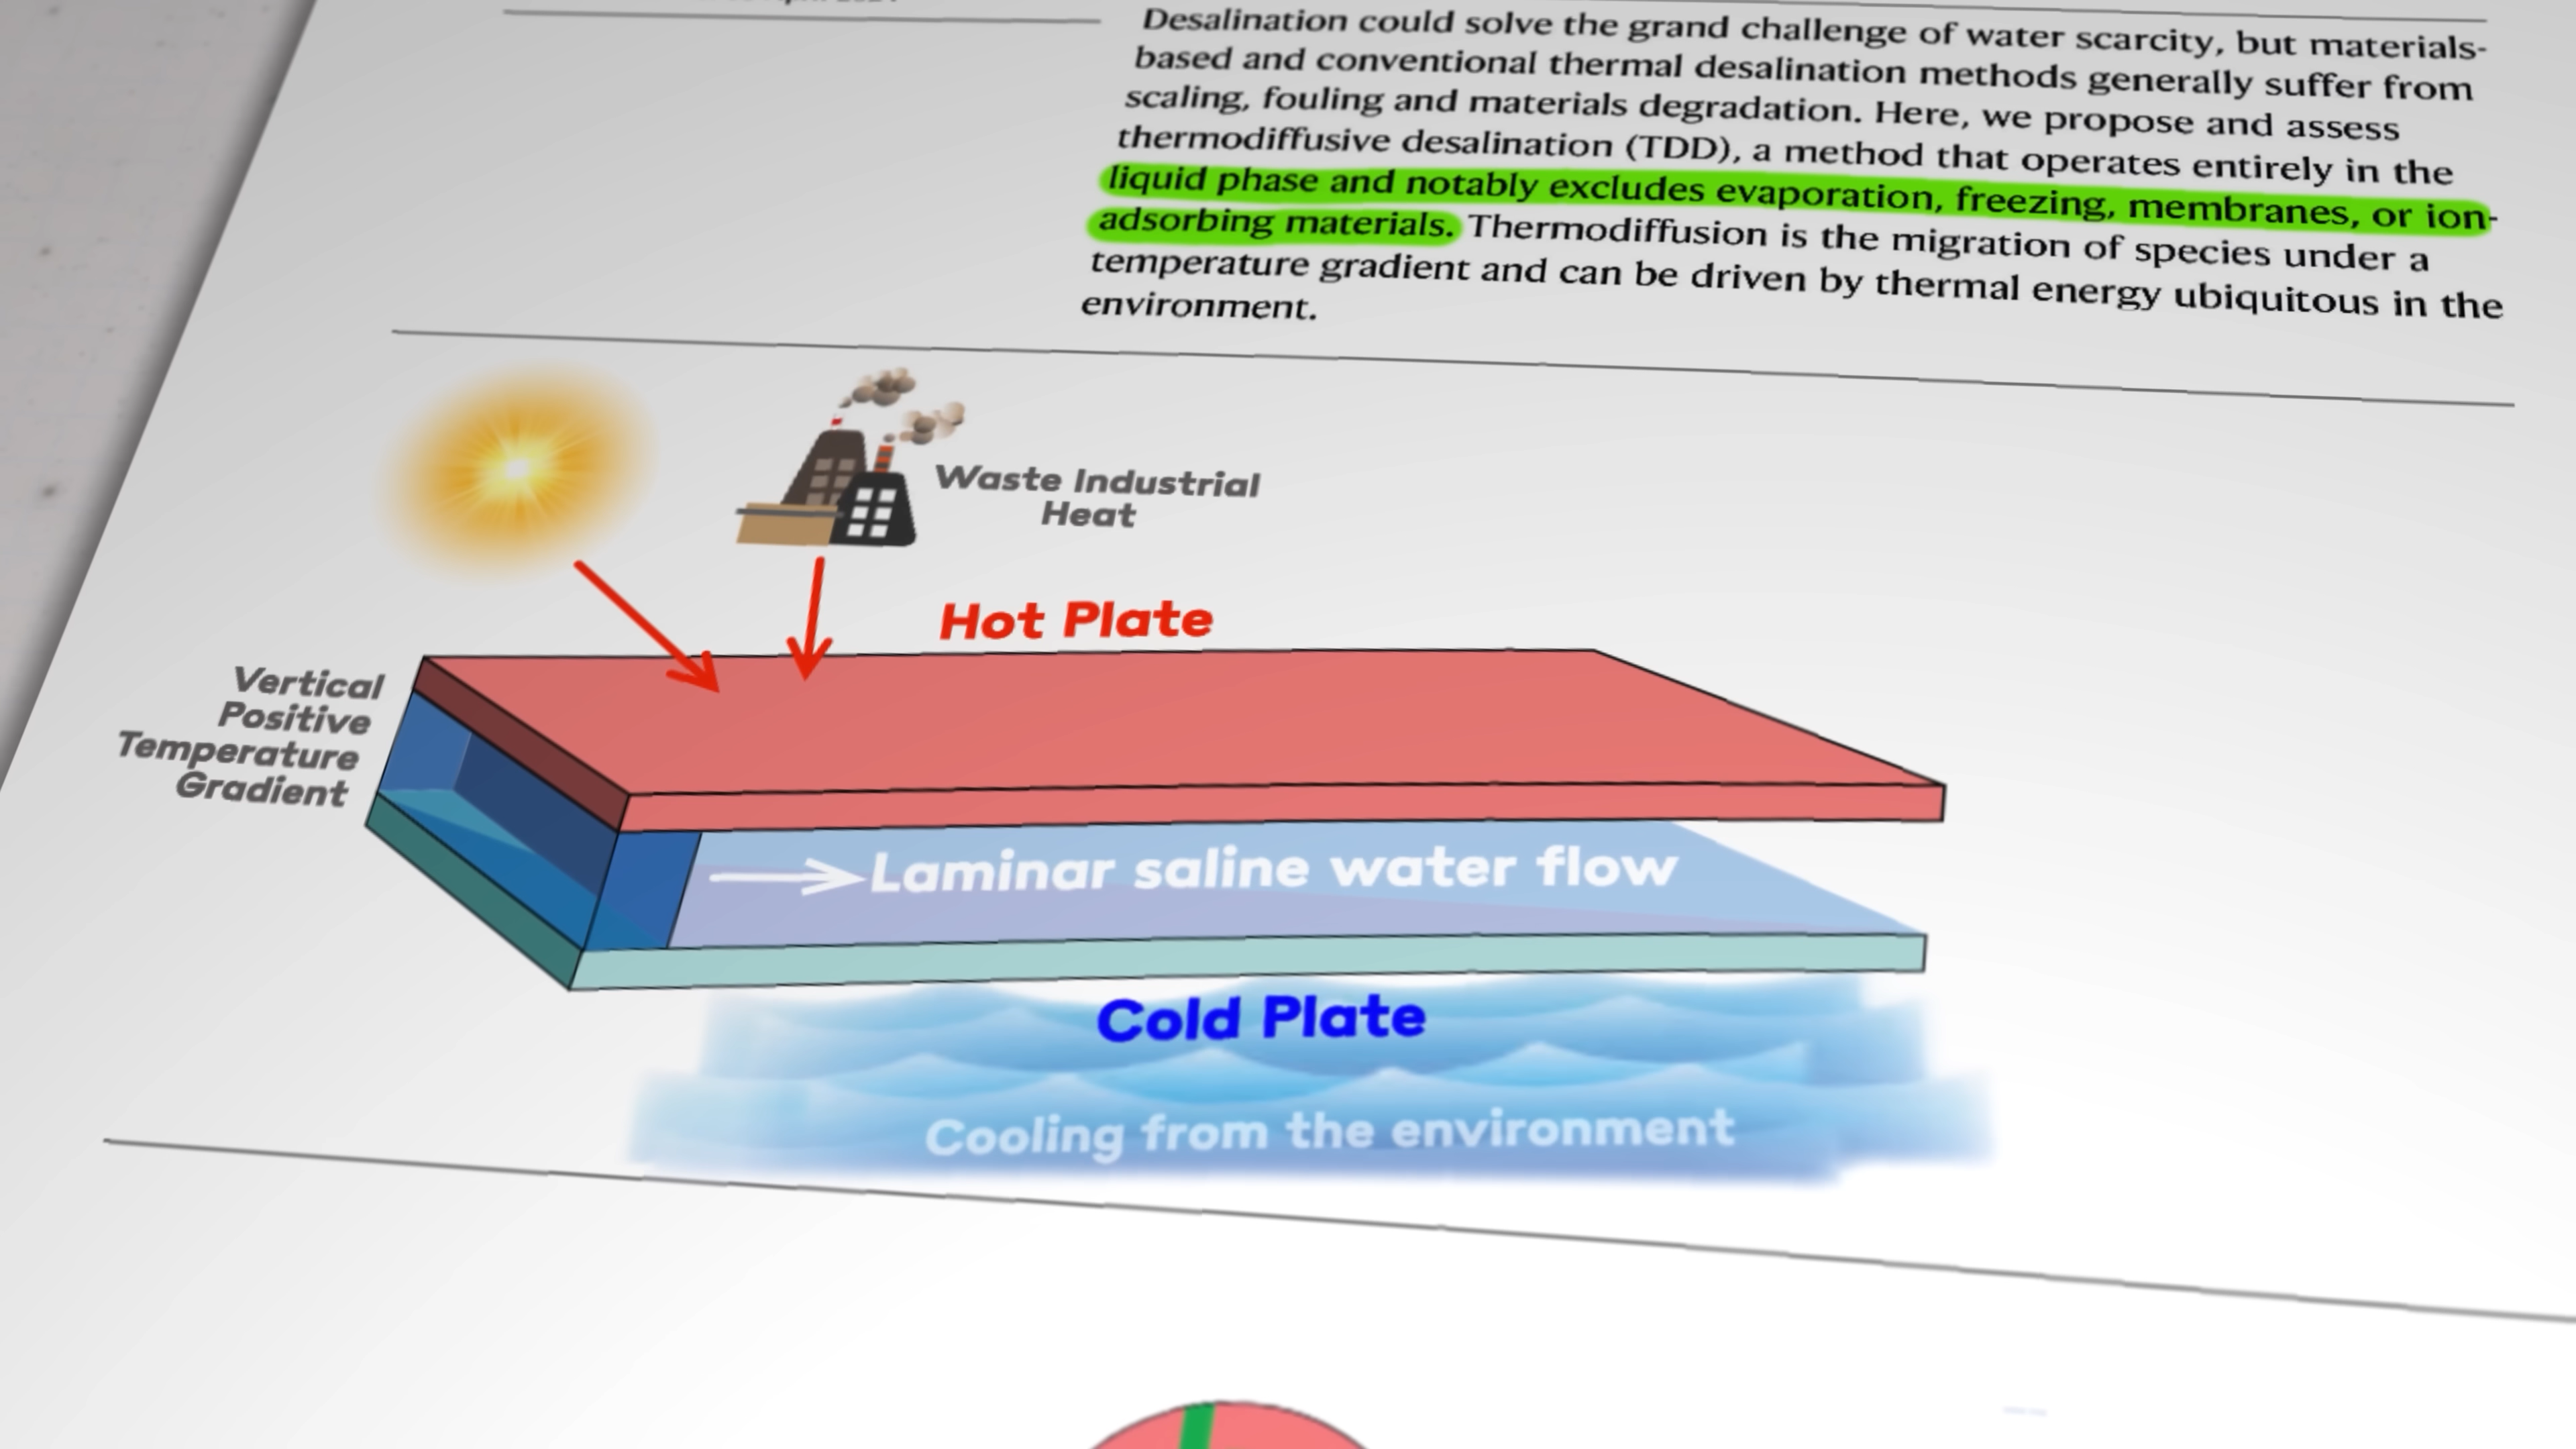 Desalination could solve the grand challenge of water scarcity, but materials-
based and conventional thermal desalination methods generally suffer from
scaling, fouling and materials degradation. Here, we propose and assess
thermodiffusive desalination (TDD), a method that operates entirely in the
liquid phase and notably excludes evaporation, freezing, membranes, or ion-
adsorbing materials. Thermodiffusion is the migration of species under a
temperature gradient and can be driven by thermal energy ubiquitous in the
environment.
Waste Industrial
Heat
Hot Plate
Vertical
Positive
Temperature
Gradient
Laminar saline water flow
Cold Plate
Cooling from the environment